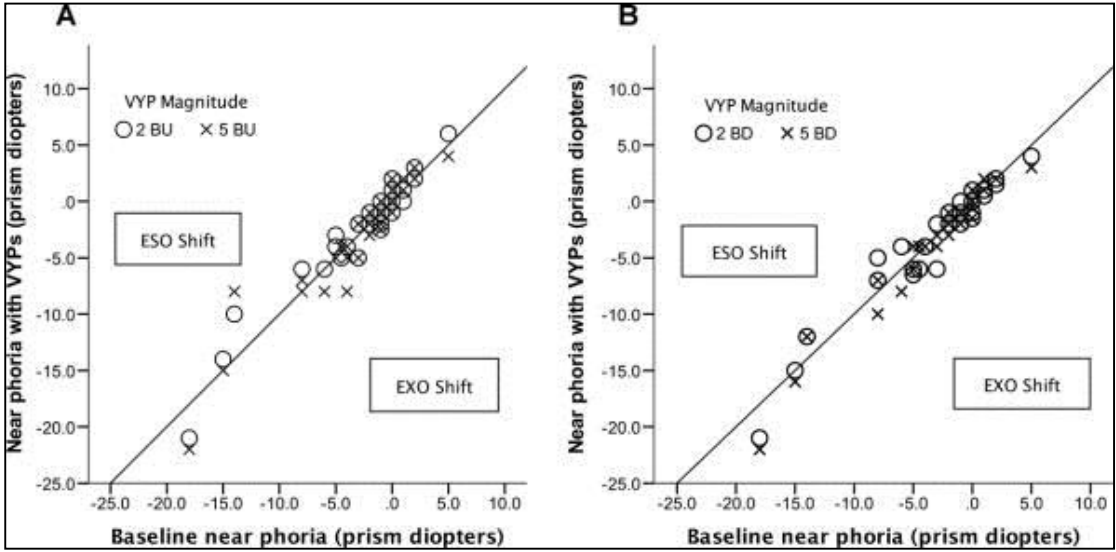 A
Near phoria with VYPs (prism diopters)
10.0
5.0
.0
-5.0
-10.0
-15.0
-20.0
-25.0
VYP Magnitude
2 BU 5 BU
ESO Shift
EXO Shift
-25.0 -20.0 -15.0 -10.0 -5.0 .0 5.0 10.0
Baseline near phoria (prism diopters)
B
Near phoria with VYPs (prism diopters)
10.0
5.0
.0
-5.0
-10.0
-15.0
-20.0
-25.0
VYP Magnitude
2 BD 5 BD
ESO Shift
EXO Shift
-25.0 -20.0 -15.0 -10.0 -5.0 .0 5.0 10.0
Baseline near phoria (prism diopters)